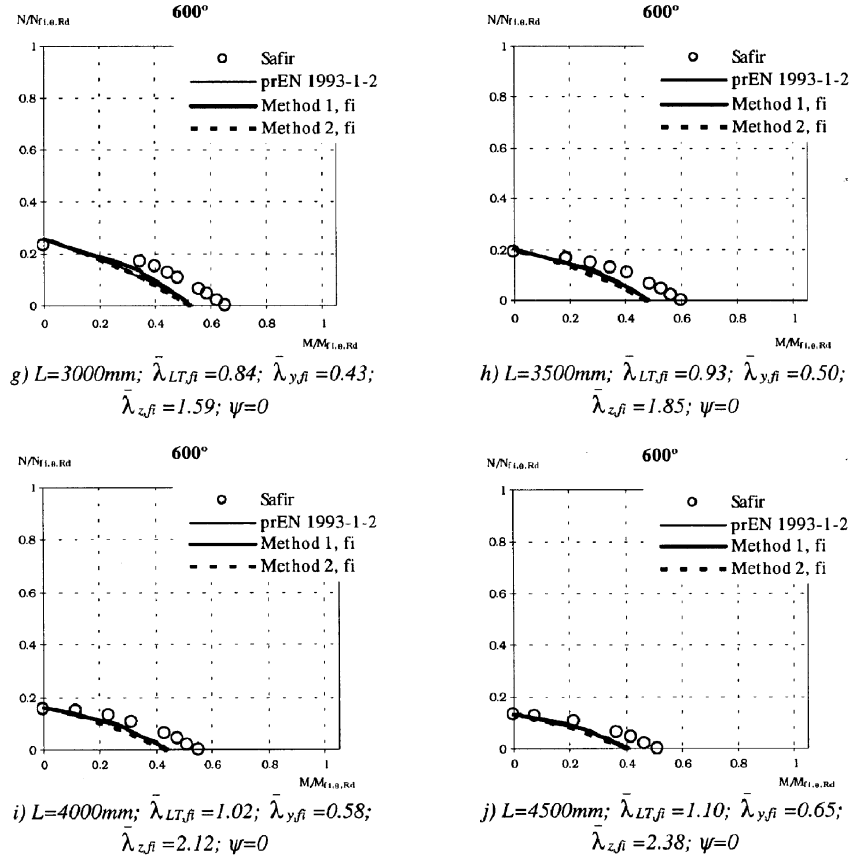 N/Nfi.θ.Rd
600º
1
0.8
0.6
0.4
0.2
0
Safir
prEN 1993-1-2
Method 1, fi
Method 2, fi
0 0.2 0.4 0.6 0.8 1
M/Mfi.θ.Rd
g) L=3000mm; λ̄LT,fi =0.84; λ̄y,fi =0.43;
λ̄z,fi =1.59; ψ=0
N/Nfi.θ.Rd
600º
1
0.8
0.6
0.4
0.2
0
Safir
prEN 1993-1-2
Method 1, fi
Method 2, fi
0 0.2 0.4 0.6 0.8 1
M/Mfi.θ.Rd
h) L=3500mm; λ̄LT,fi =0.93; λ̄y,fi =0.50;
λ̄z,fi =1.85; ψ=0
N/Nfi.θ.Rd
600º
1
0.8
0.6
0.4
0.2
0
Safir
prEN 1993-1-2
Method 1, fi
Method 2, fi
0 0.2 0.4 0.6 0.8 1
M/Mfi.θ.Rd
i) L=4000mm; λ̄LT,fi =1.02; λ̄y,fi =0.58;
λ̄z,fi =2.12; ψ=0
N/Nfi.θ.Rd
600º
1
0.8
0.6
0.4
0.2
0
Safir
prEN 1993-1-2
Method 1, fi
Method 2, fi
0 0.2 0.4 0.6 0.8 1
M/Mfi.θ.Rd
j) L=4500mm; λ̄LT,fi =1.10; λ̄y,fi =0.65;
λ̄z,fi =2.38; ψ=0